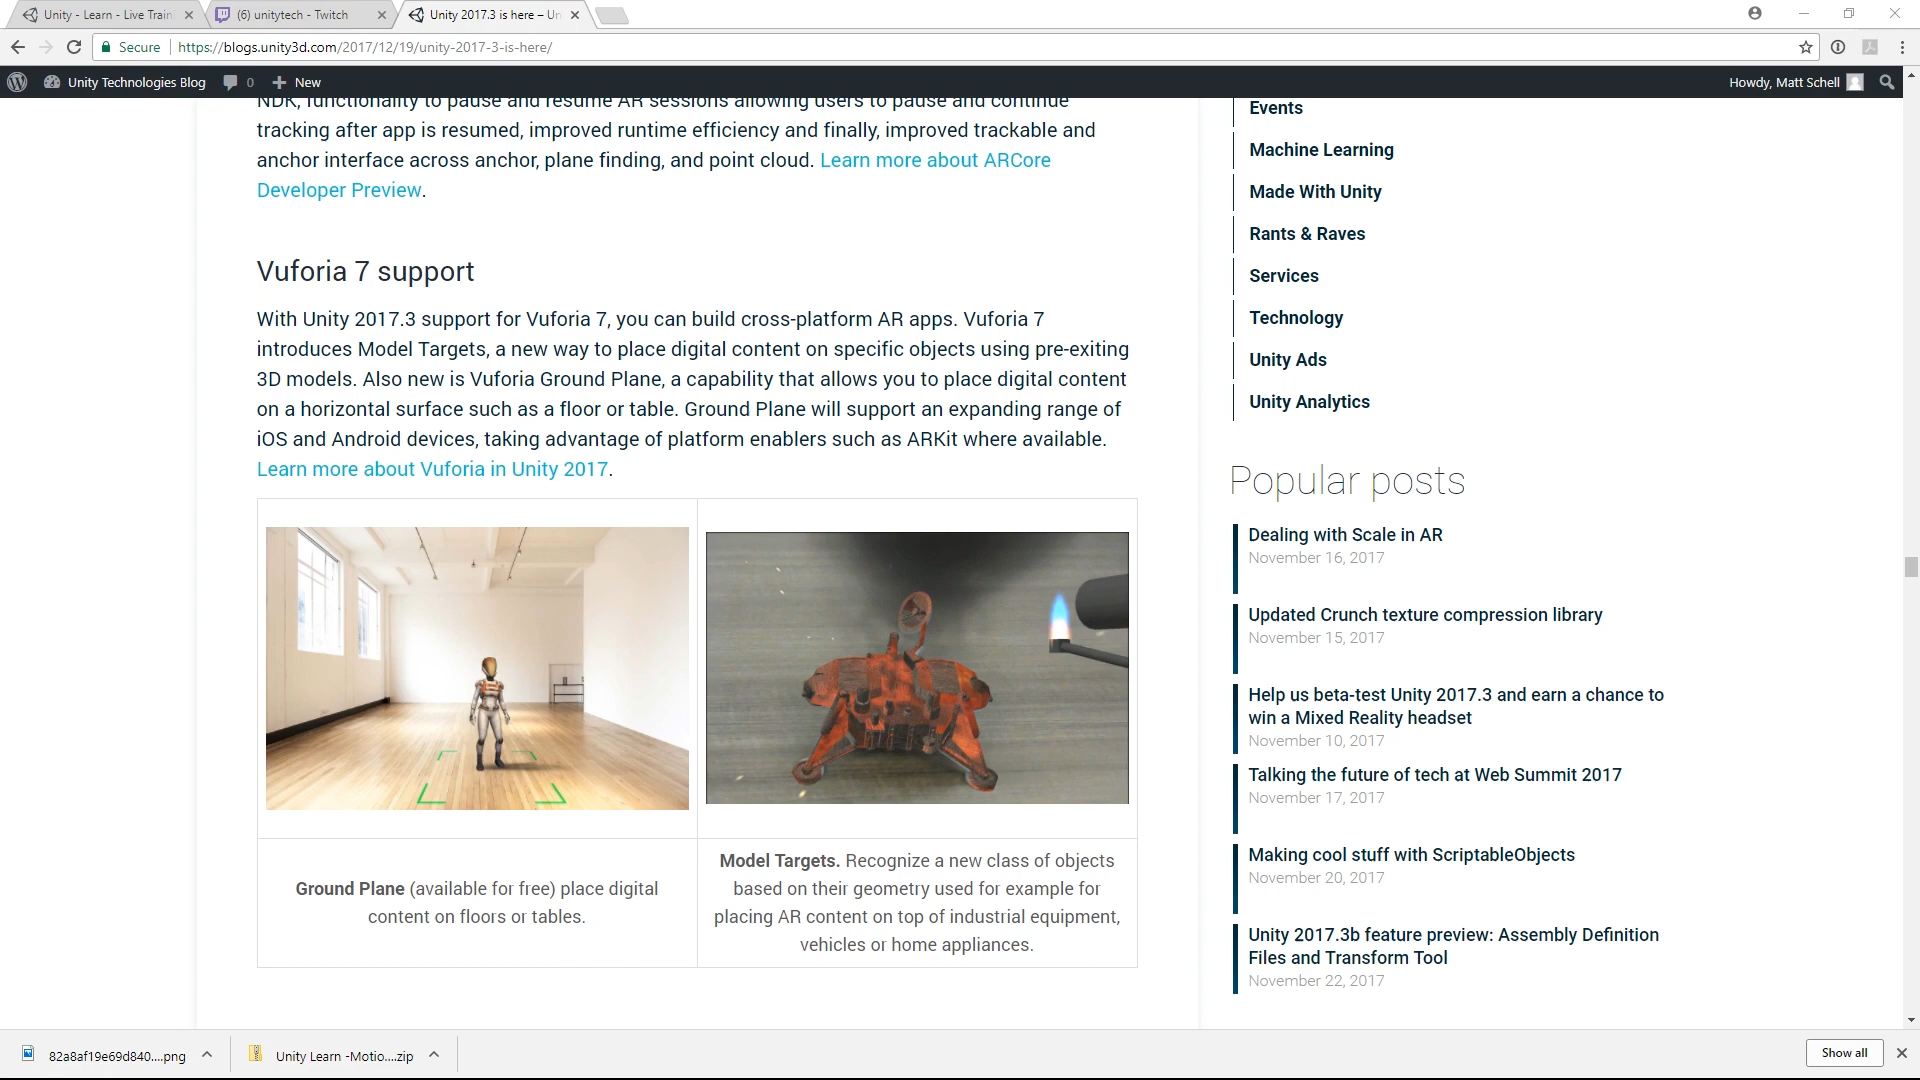 Unity - Learn - Live Train
(6) unitytech - Twitch
Unity 2017.3 is here – Un
Secure
https://blogs.unity3d.com/2017/12/19/unity-2017-3-is-here/
Unity Technologies Blog
0
New
Howdy, Matt Schell
NDK, functionality to pause and resume AR sessions allowing users to pause and continue
tracking after app is resumed, improved runtime efficiency and finally, improved trackable and
anchor interface across anchor, plane finding, and point cloud. Learn more about ARCore
Developer Preview.
Vuforia 7 support
With Unity 2017.3 support for Vuforia 7, you can build cross-platform AR apps. Vuforia 7
introduces Model Targets, a new way to place digital content on specific objects using pre-exiting
3D models. Also new is Vuforia Ground Plane, a capability that allows you to place digital content
on a horizontal surface such as a floor or table. Ground Plane will support an expanding range of
iOS and Android devices, taking advantage of platform enablers such as ARKit where available.
Learn more about Vuforia in Unity 2017.
Ground Plane (available for free) place digital
content on floors or tables.
Model Targets. Recognize a new class of objects
based on their geometry used for example for
placing AR content on top of industrial equipment,
vehicles or home appliances.
Events
Machine Learning
Made With Unity
Rants & Raves
Services
Technology
Unity Ads
Unity Analytics
Popular posts
Dealing with Scale in AR
November 16, 2017
Updated Crunch texture compression library
November 15, 2017
Help us beta-test Unity 2017.3 and earn a chance to
win a Mixed Reality headset
November 10, 2017
Talking the future of tech at Web Summit 2017
November 17, 2017
Making cool stuff with ScriptableObjects
November 20, 2017
Unity 2017.3b feature preview: Assembly Definition
Files and Transform Tool
November 22, 2017
82a8af19e69d840....png
Unity Learn -Motio....zip
Show all